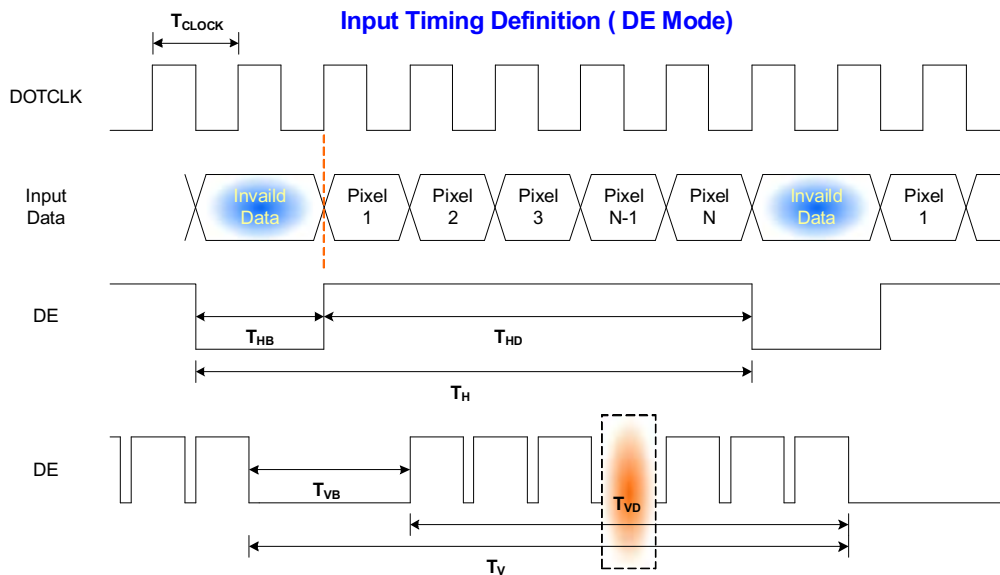 Input Timing Definition ( DE Mode)
TCLOCK
DOTCLK
Input
Data
Invaild
Data
Pixel
1
Pixel
2
Pixel
3
Pixel
N-1
Pixel
N
Invaild
Data
Pixel
1
DE
THB
THD
TH
DE
TVB
TVD
TV